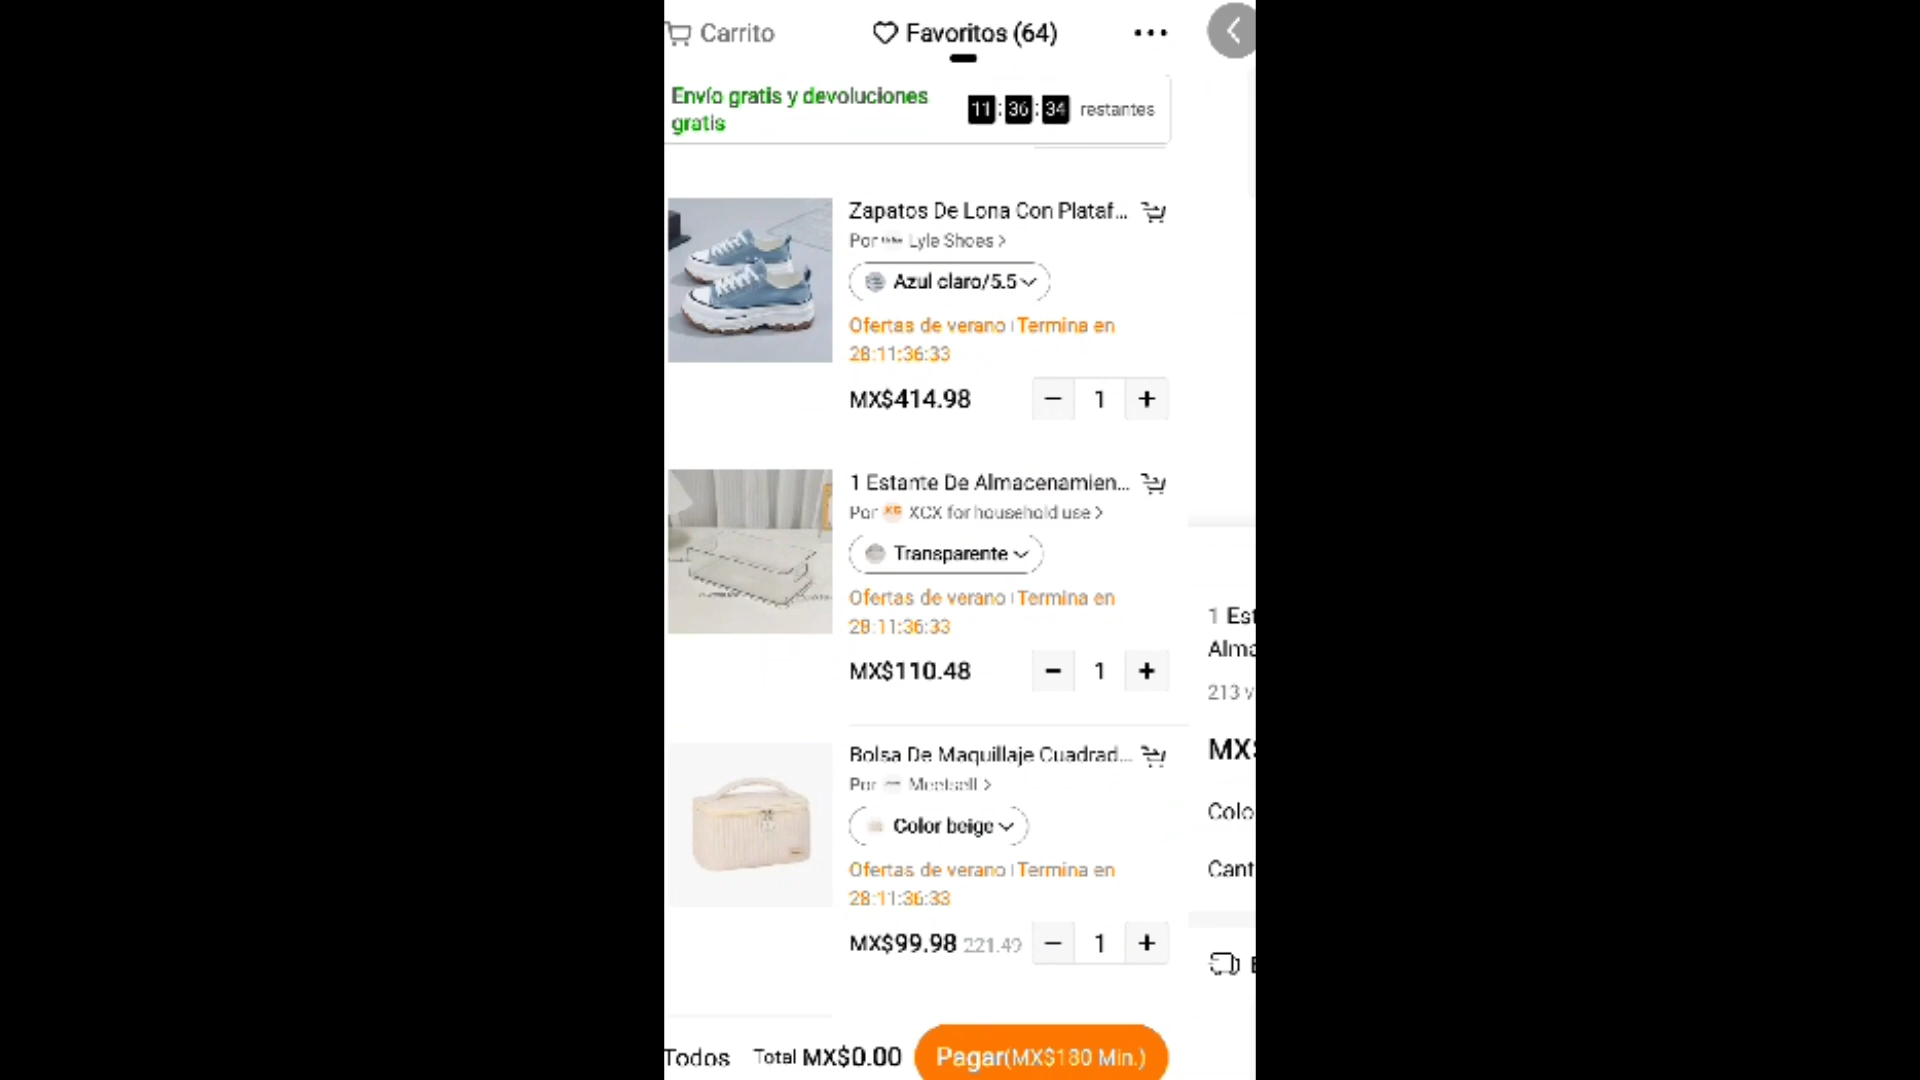 Carrito
Favoritos (64)
Envío gratis y devoluciones
gratis
11:36:34 restantes
Zapatos De Lona Con Plataf...
Por Lyle Shoes >
Azul claro/5.5
Ofertas de verano | Termina en
28:11:36:33
MX$414.98
− 1 +
1 Estante De Almacenamien...
Por XCX for household use >
Transparente
Ofertas de verano | Termina en
28:11:36:33
MX$110.48
− 1 +
Bolsa De Maquillaje Cuadrad...
Por Meetsell >
Color beige
Ofertas de verano | Termina en
28:11:36:33
MX$99.98 221.49
− 1 +
Todos
Total MX$0.00
Pagar(MX$180 Min.)
1 Est
Alma
213 v
MX$
Colo
Cant